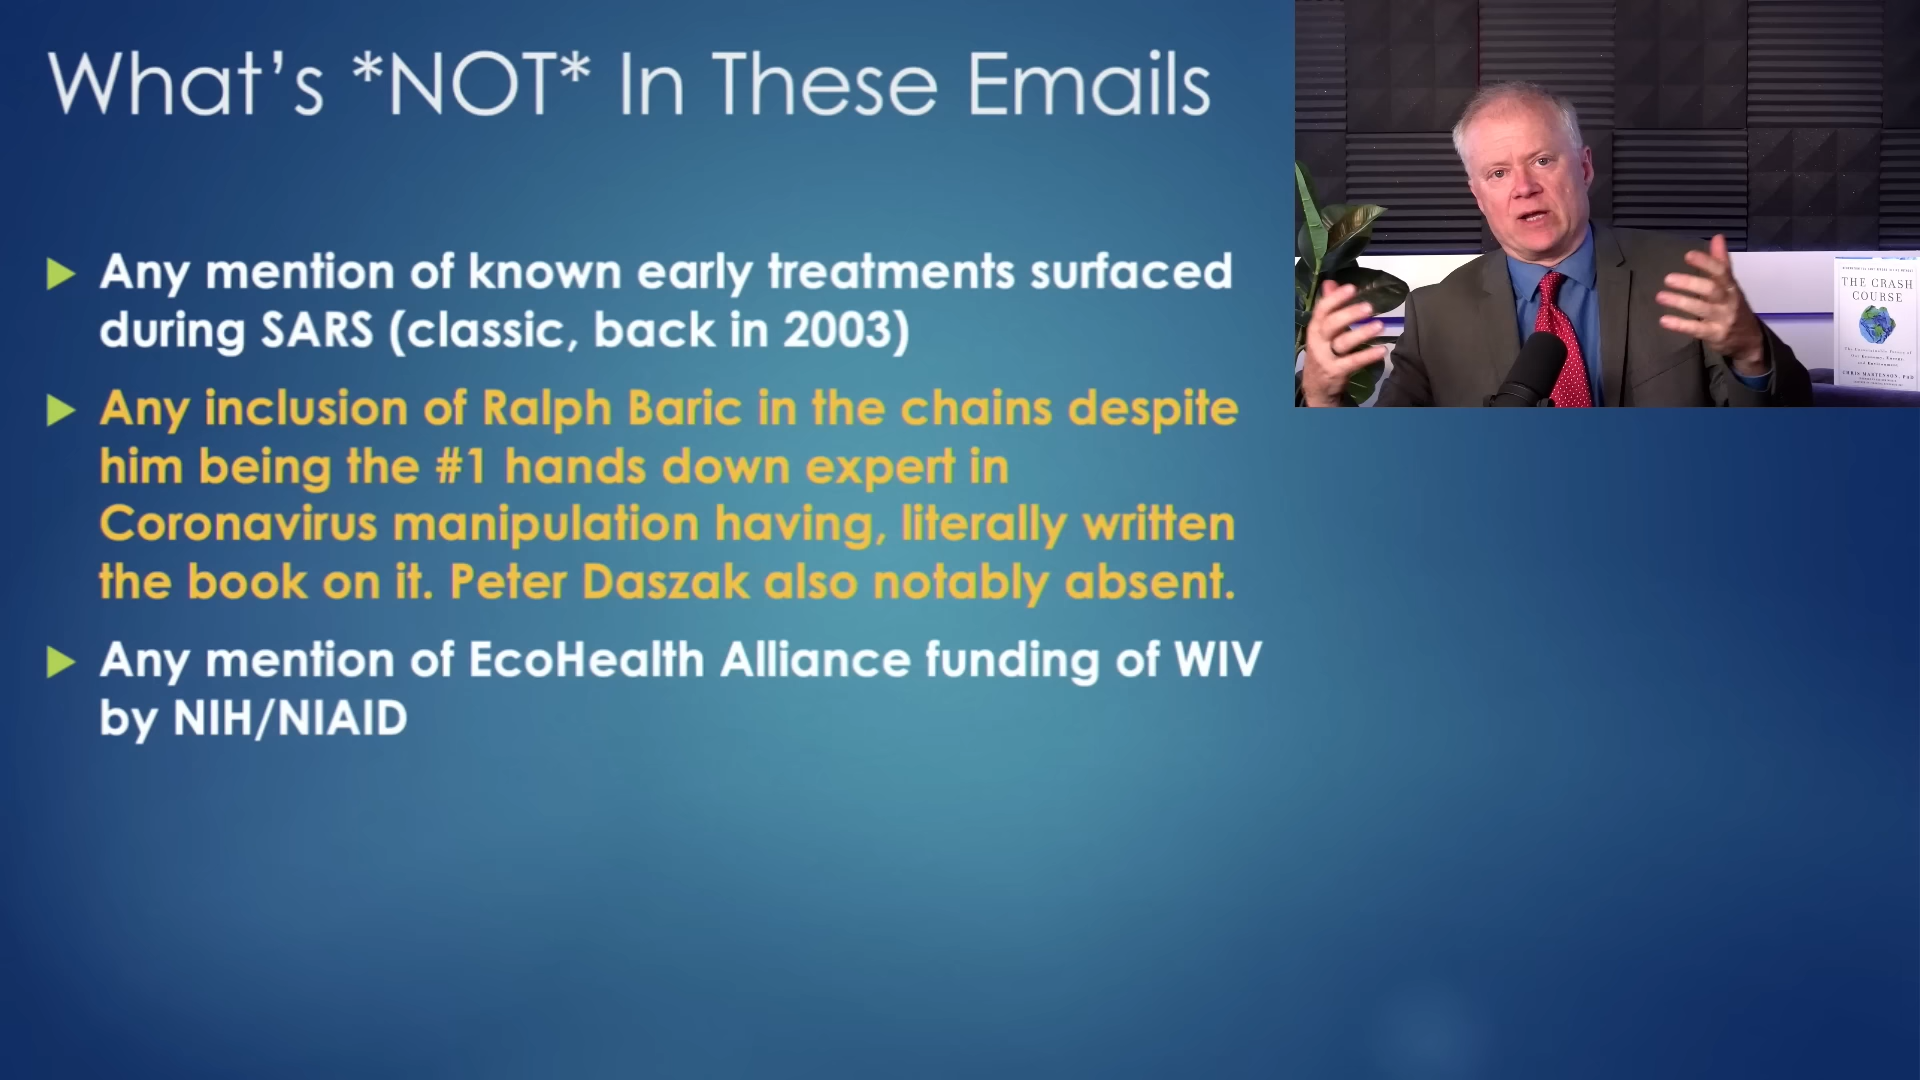 What's *NOT* In These Emails
Any mention of known early treatments surfaced
during SARS (classic, back in 2003)
Any inclusion of Ralph Baric in the chains despite
him being the #1 hands down expert in
Coronavirus manipulation having, literally written
the book on it. Peter Daszak also notably absent.
Any mention of EcoHealth Alliance funding of WIV
by NIH/NIAID
THE CRASH
COURSE
CHRIS MARTENSON, PHD